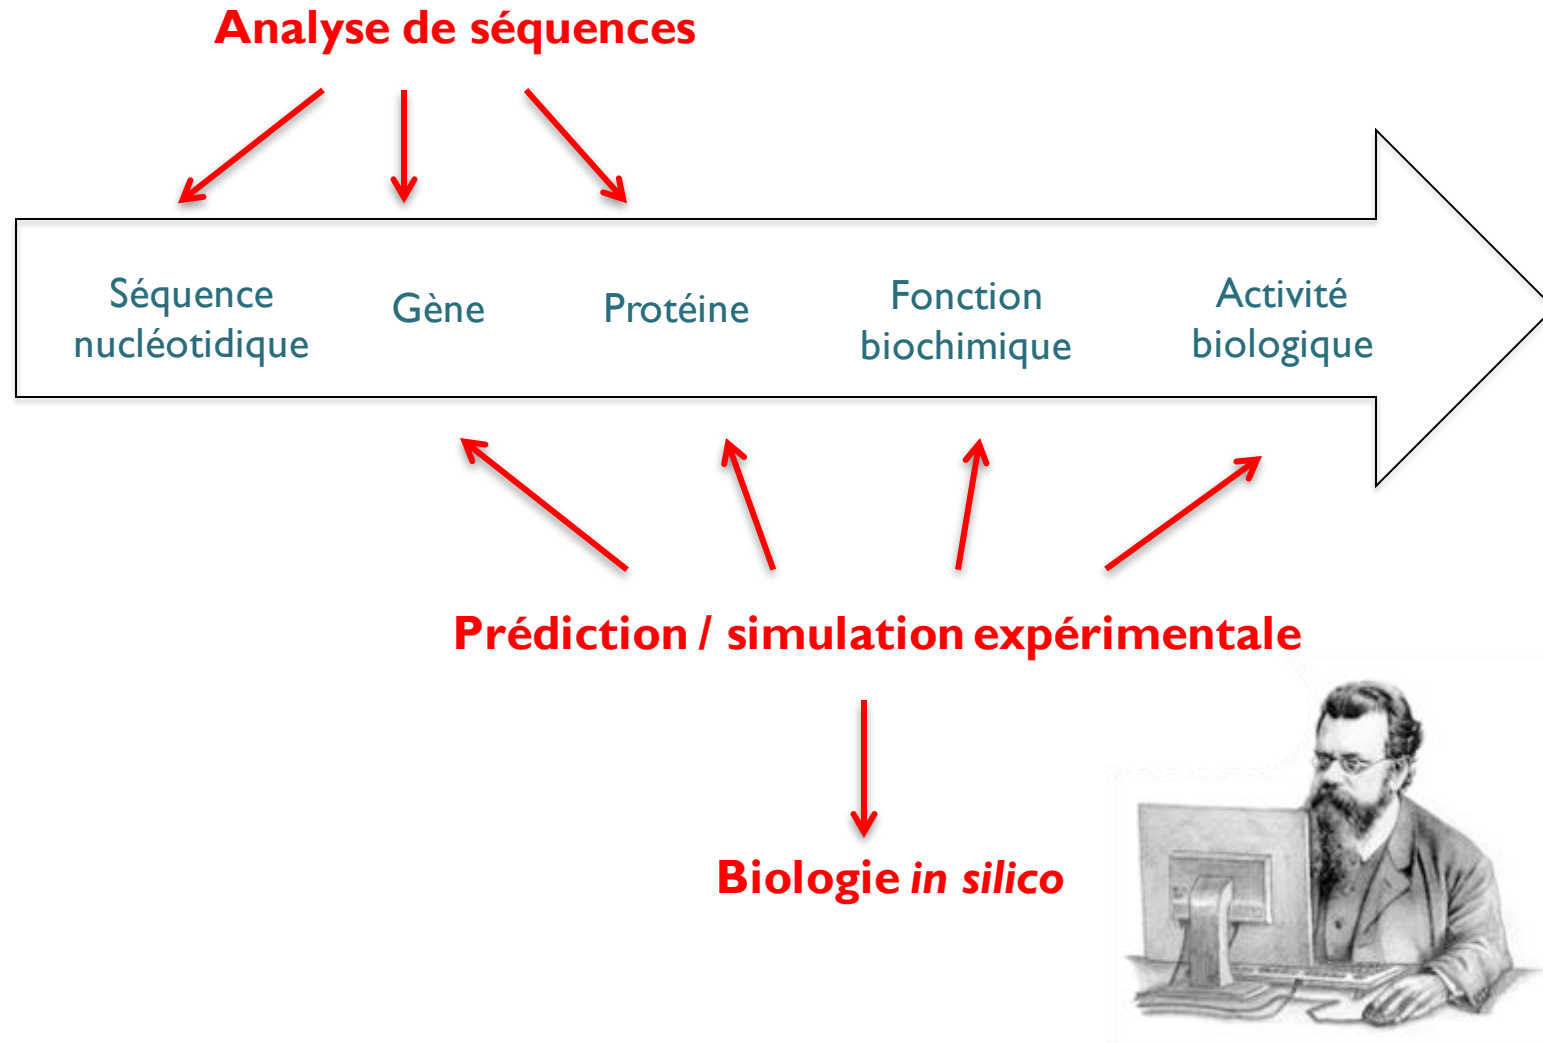 Analyse de séquences
Séquence
nucléotidique
Gène
Protéine
Fonction
biochimique
Activité
biologique
Prédiction / simulation expérimentale
Biologie in silico